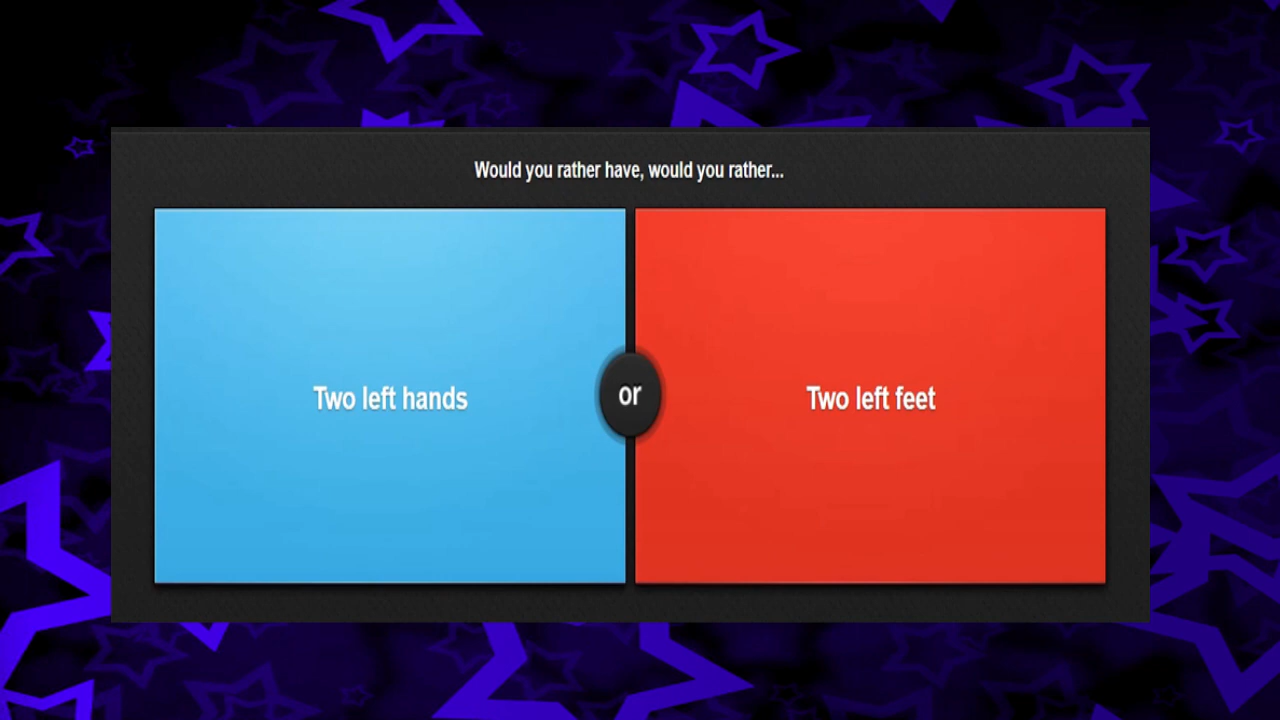 Would you rather have, would you rather...
Two left hands
or
Two left feet